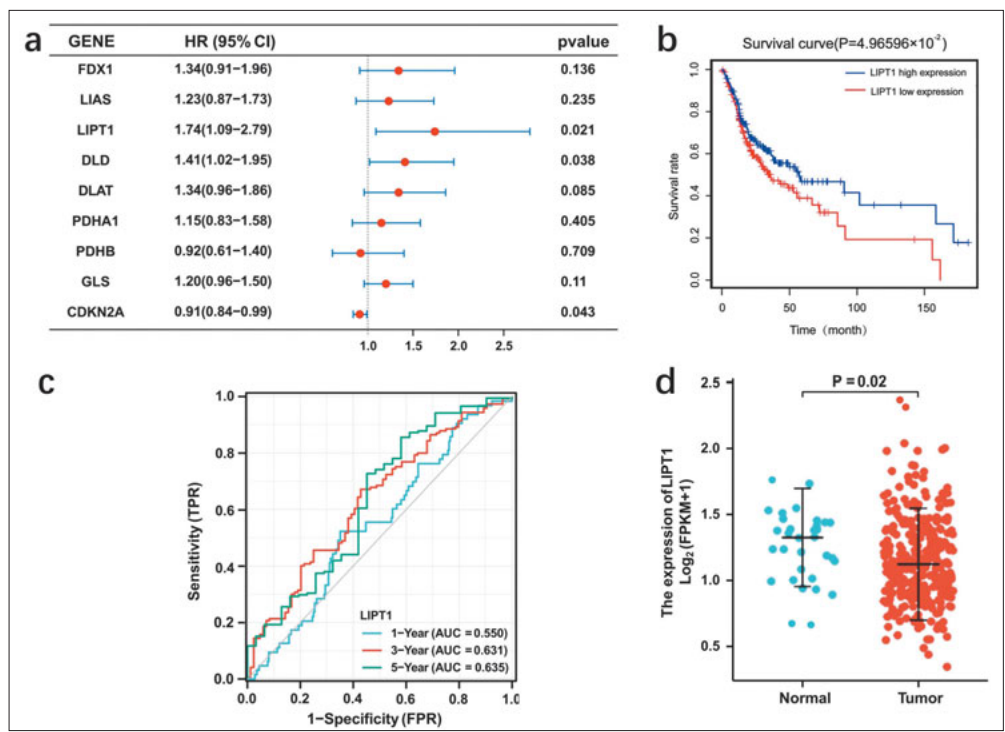 a
GENE HR (95% CI) pvalue
FDX1 1.34(0.91−1.96) 0.136
LIAS 1.23(0.87−1.73) 0.235
LIPT1 1.74(1.09−2.79) 0.021
DLD 1.41(1.02−1.95) 0.038
DLAT 1.34(0.96−1.86) 0.085
PDHA1 1.15(0.83−1.58) 0.405
PDHB 0.92(0.61−1.40) 0.709
GLS 1.20(0.96−1.50) 0.11
CDKN2A 0.91(0.84−0.99) 0.043
1.0 1.5 2.0 2.5
b
Survival curve(P=4.96596×10⁻²)
LIPT1 high expression
LIPT1 low expression
Survival rate
1.0
0.8
0.6
0.4
0.2
0.0
0 50 100 150
Time (month)
c
Sensitivity (TPR)
1.0
0.8
0.6
0.4
0.2
0.0
LIPT1
1−Year (AUC = 0.550)
3−Year (AUC = 0.631)
5−Year (AUC = 0.635)
0.0 0.2 0.4 0.6 0.8 1.0
1−Specificity (FPR)
d
P = 0.02
The expression of LIPT1
Log₂ (FPKM+1)
2.5
2.0
1.5
1.0
0.5
Normal Tumor